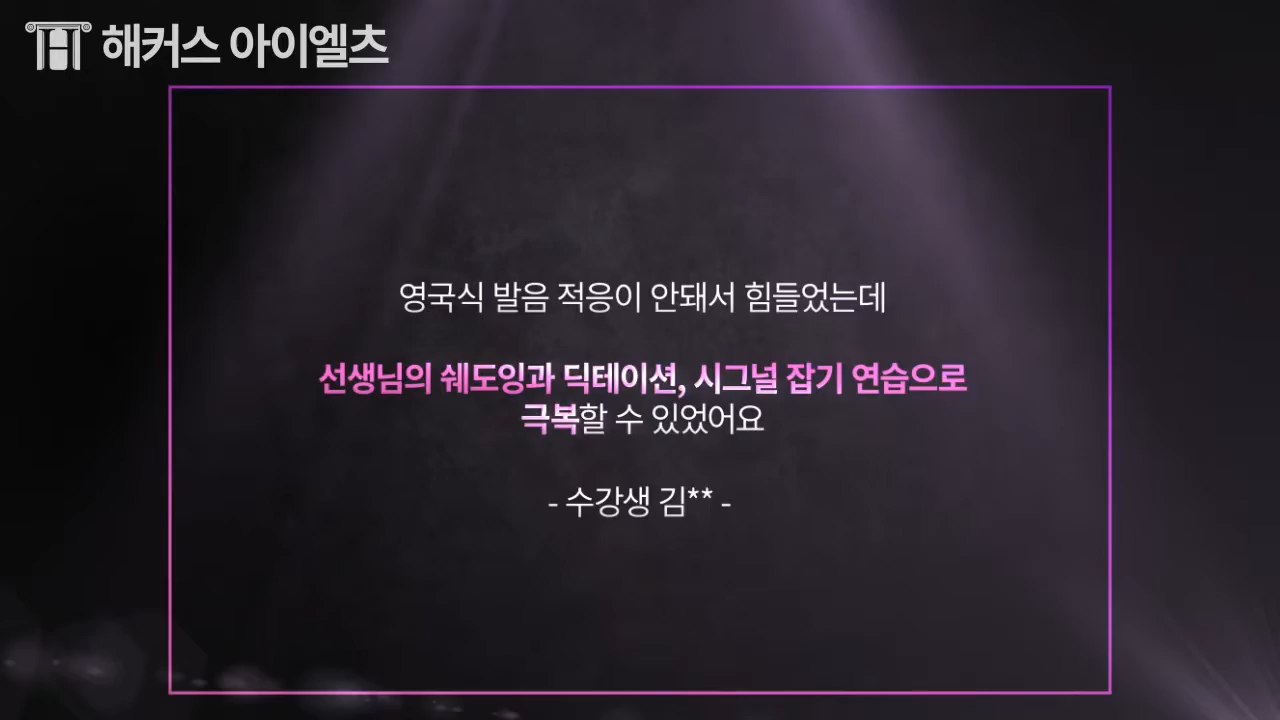 해커스 아이엘츠
영국식 발음 적응이 안돼서 힘들었는데
선생님의 쉐도잉과 딕테이션, 시그널 잡기 연습으로
극복할 수 있었어요
- 수강생 김** -